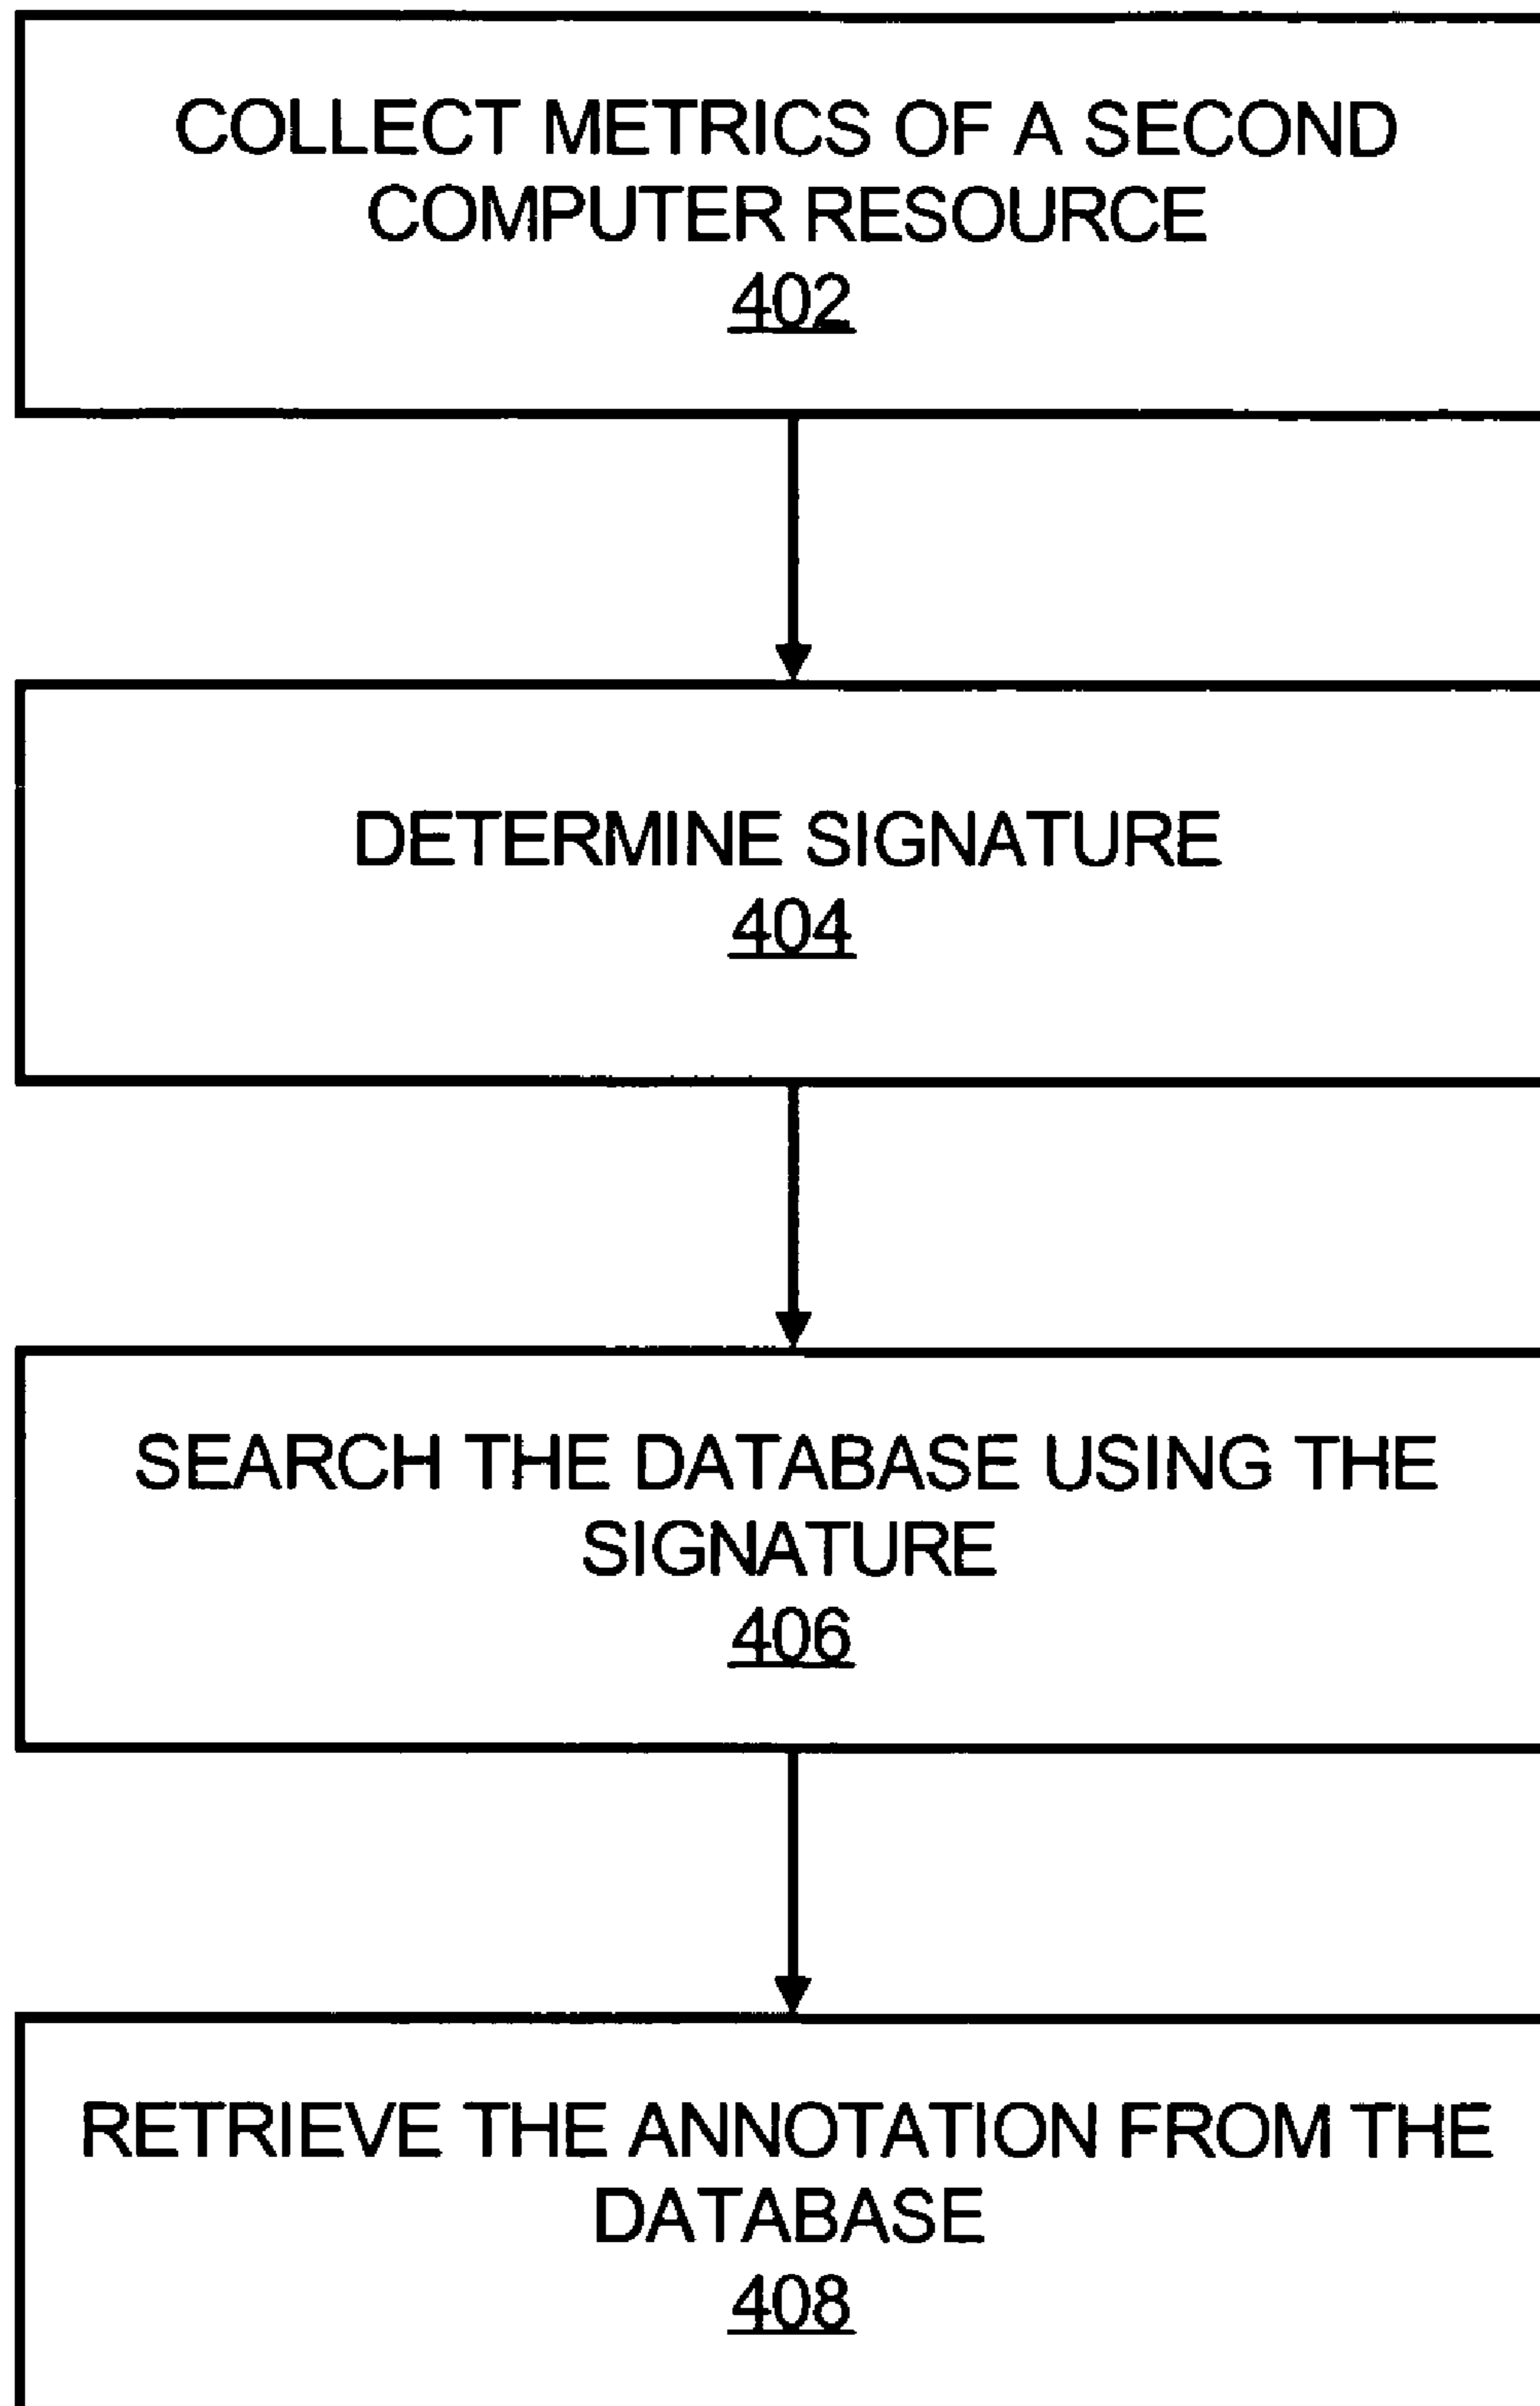 COLLECT METRICS OF A SECOND
COMPUTER RESOURCE
402
DETERMINE SIGNATURE
404
SEARCH THE DATABASE USING THE
SIGNATURE
406
RETRIEVE THE ANNOTATION FROM THE
DATABASE
408